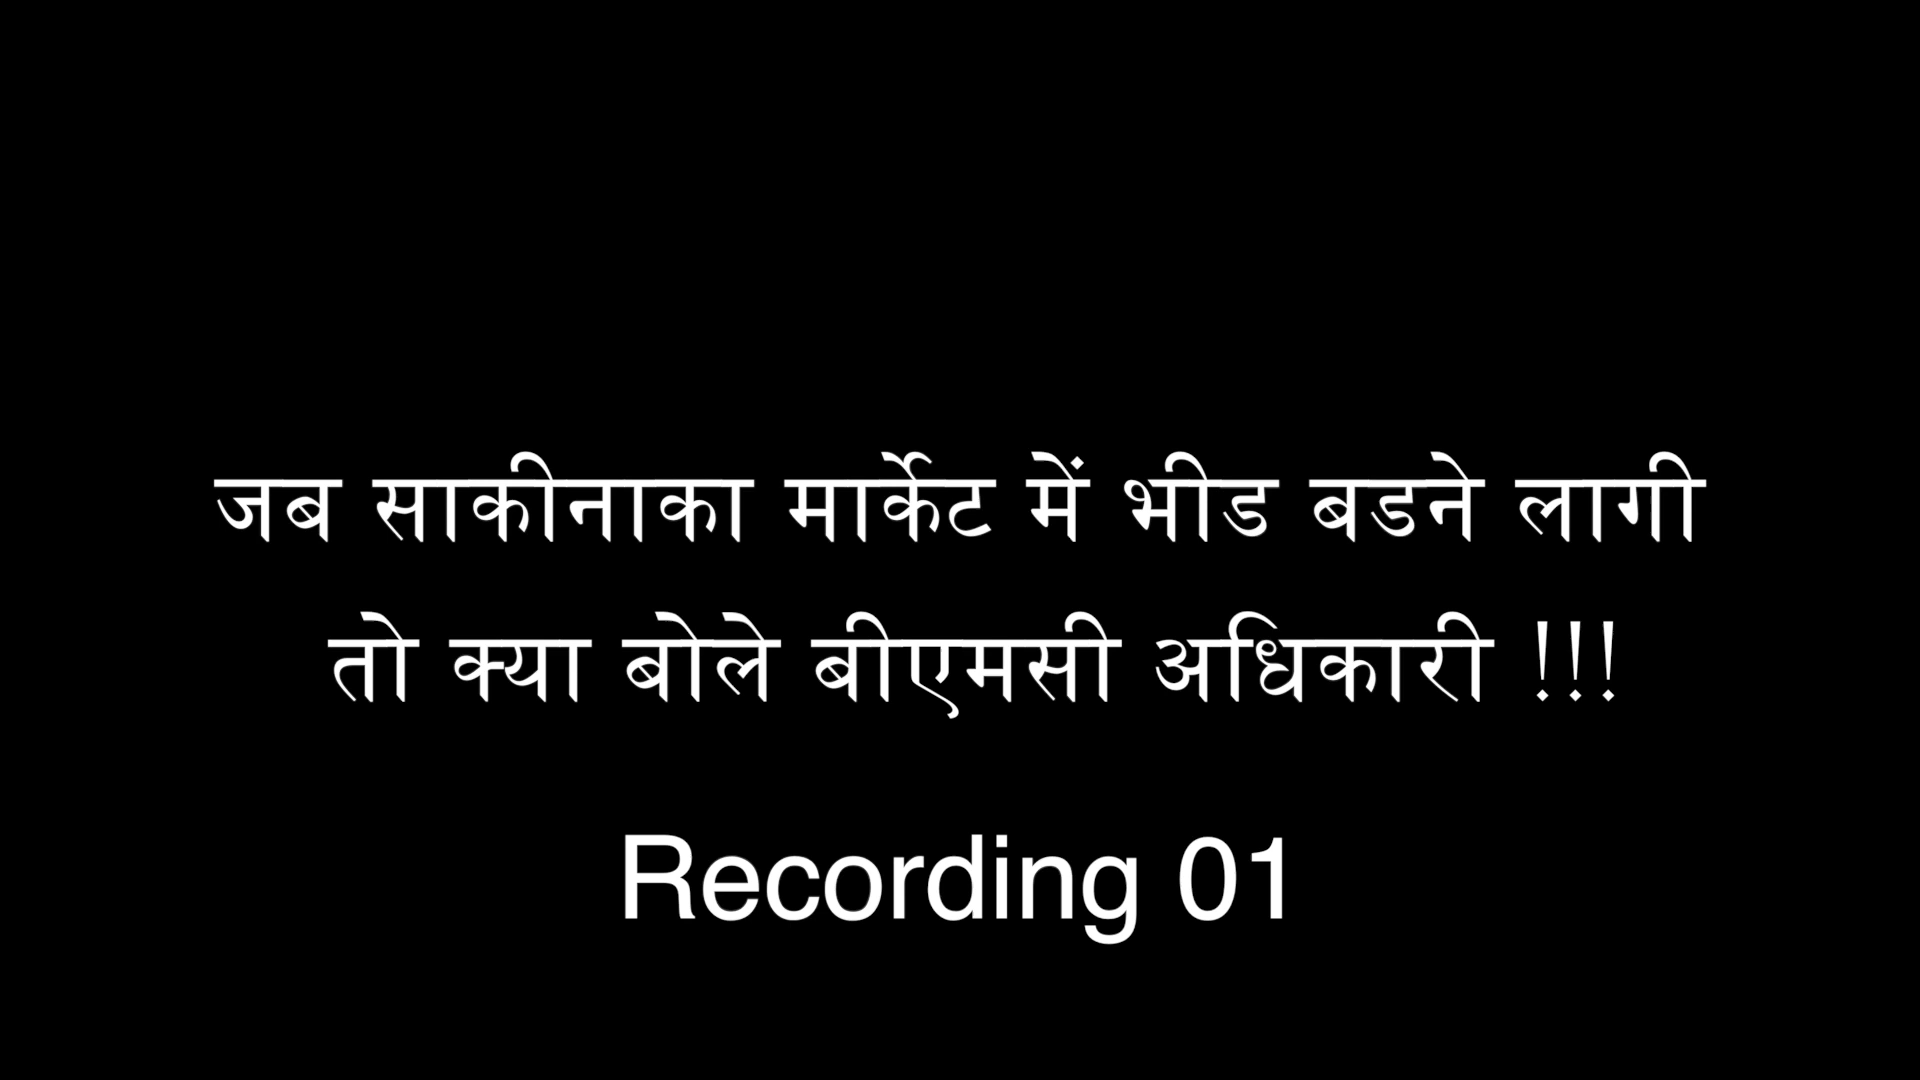 जब साकीनाका मार्केट में भीड बडने लागी
तो क्या बोले बीएमसी अधिकारी !!!
Recording 01